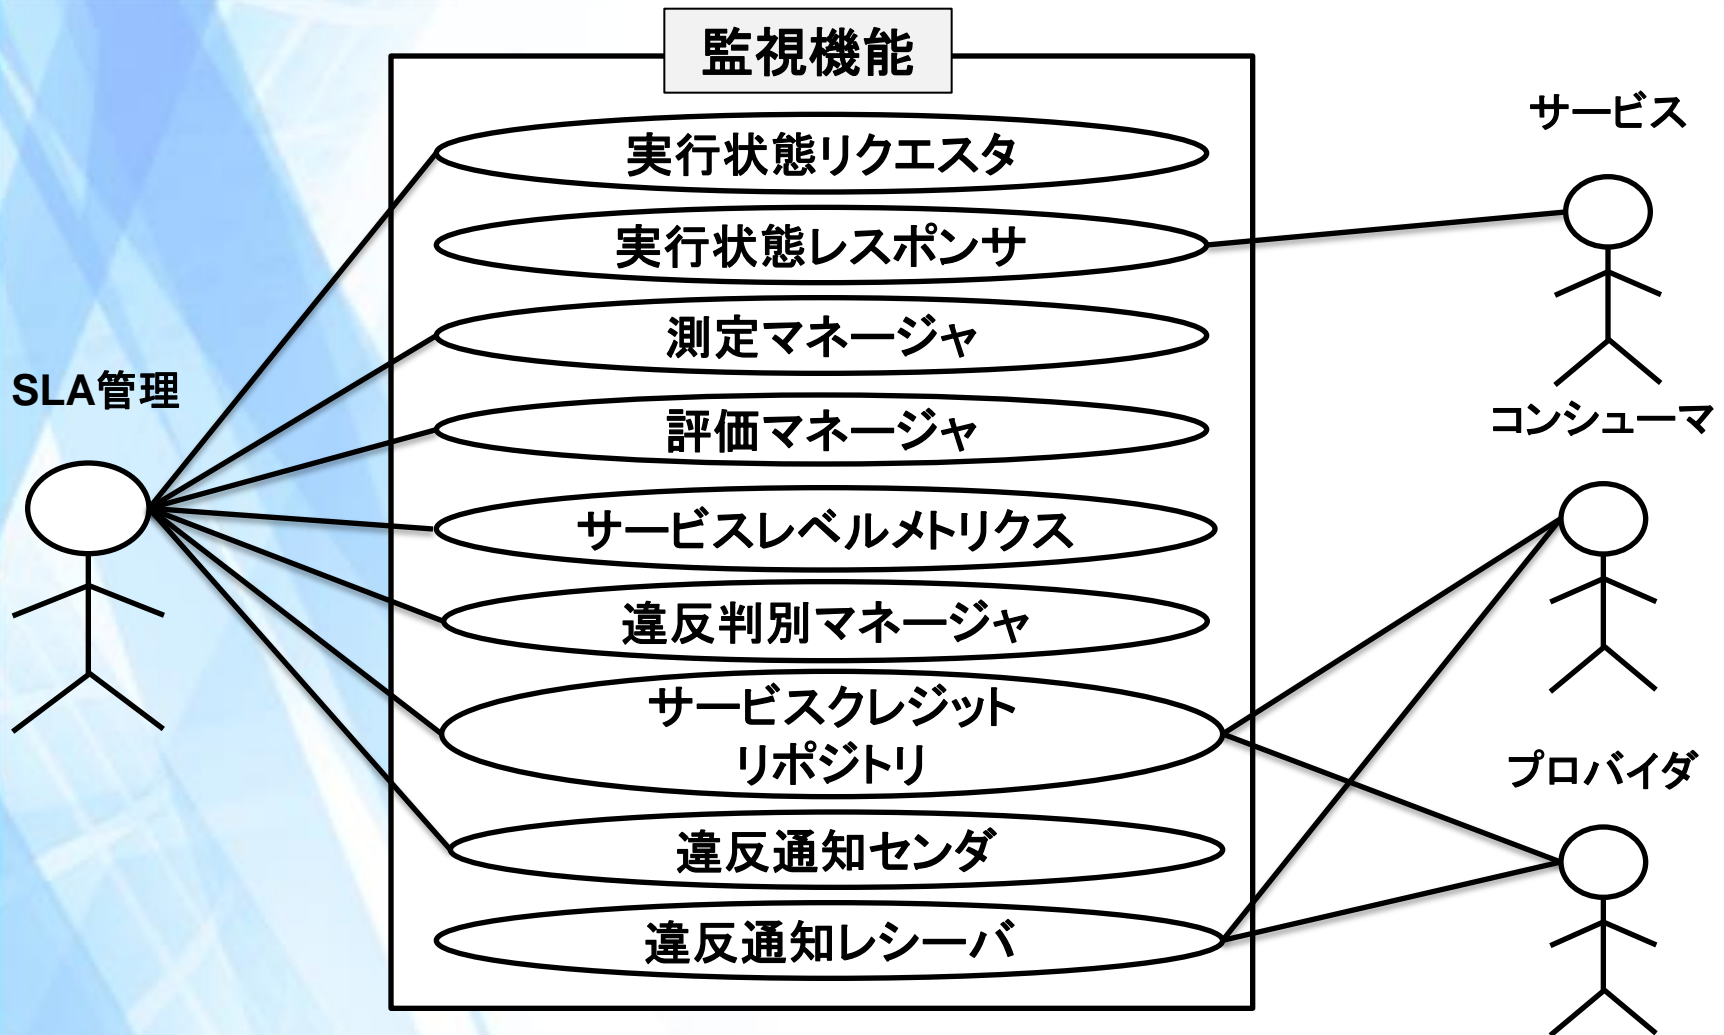 監視機能
実行状態リクエスタ
実行状態レスポンサ
測定マネージャ
評価マネージャ
サービスレベルメトリクス
違反判別マネージャ
サービスクレジット
リポジトリ
違反通知センダ
違反通知レシーバ
SLA管理
サービス
コンシューマ
プロバイダ